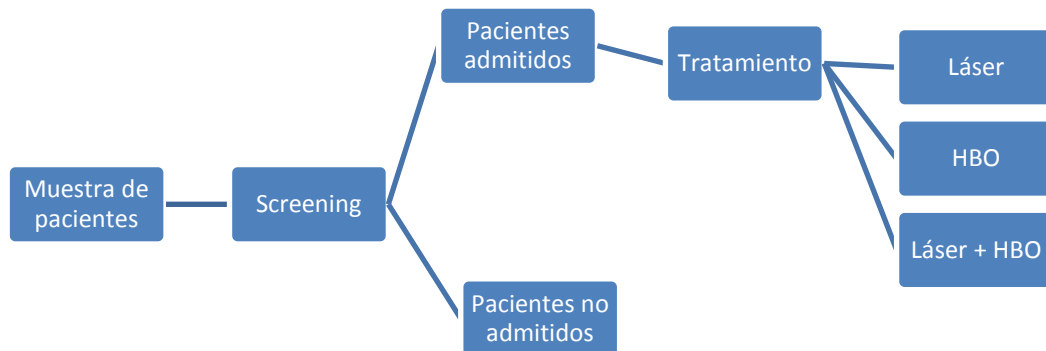 Muestra de
pacientes
Screening
Pacientes
admitidos
Pacientes no
admitidos
Tratamiento
Láser
HBO
Láser + HBO